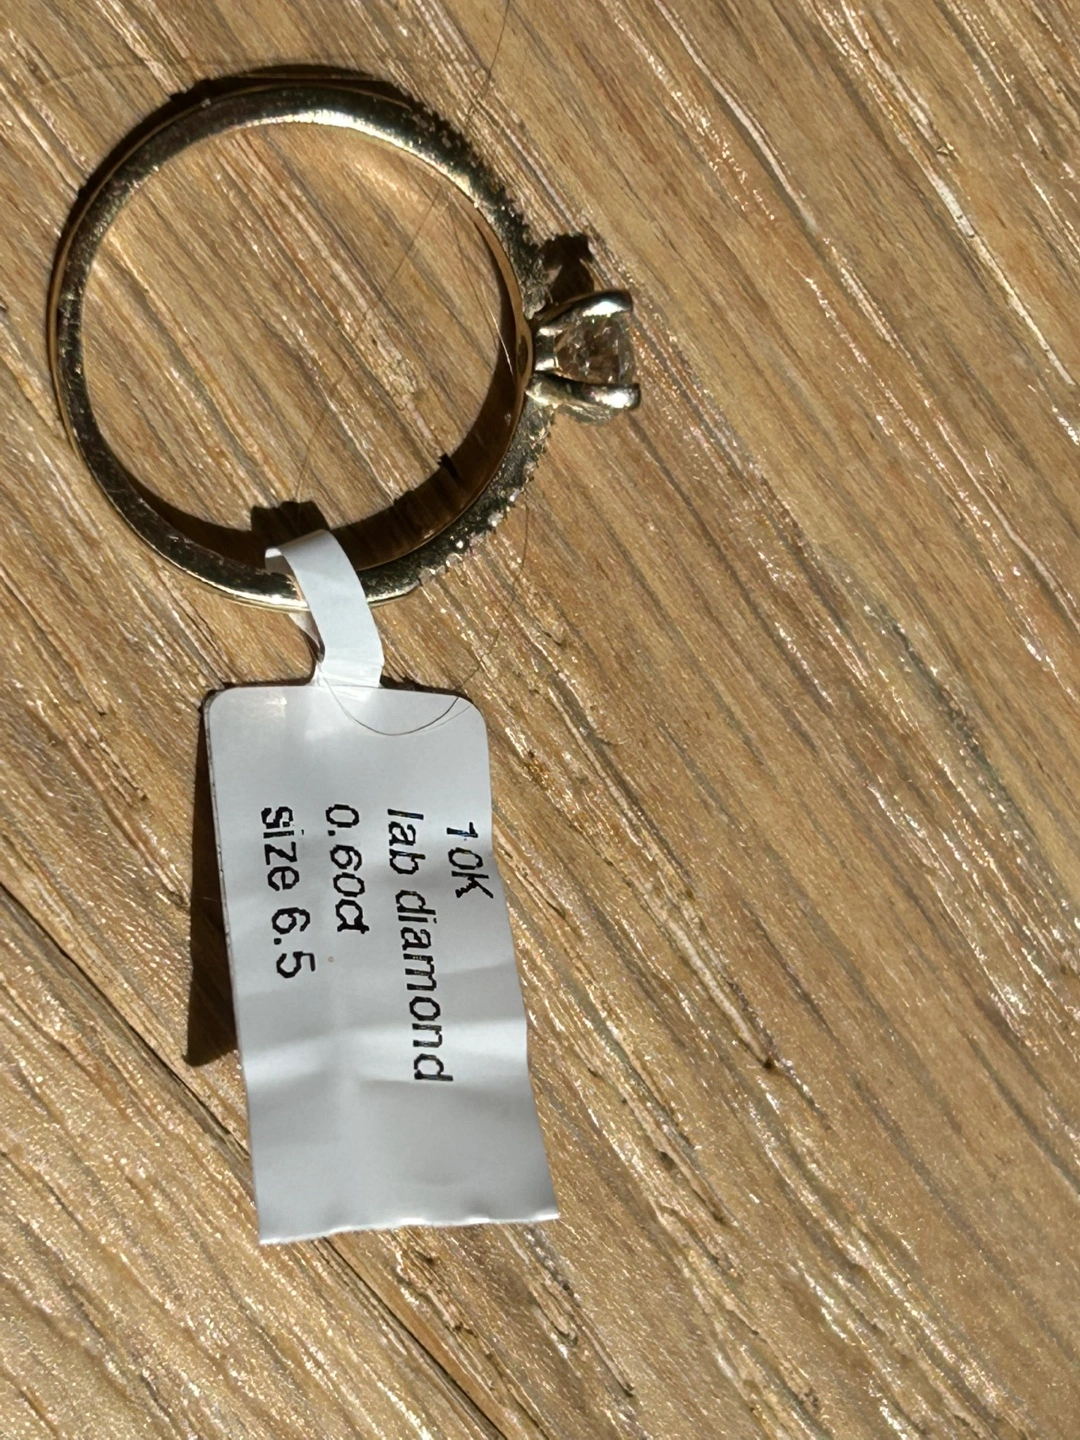 10K
lab diamond
0.60ct
size 6.5